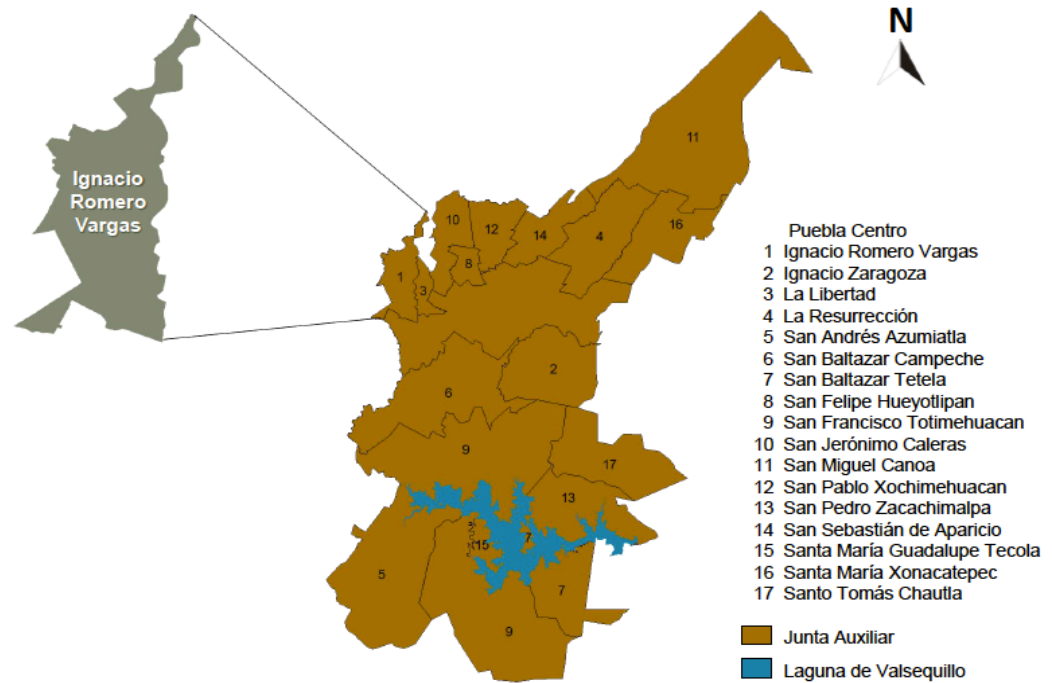 N
Ignacio
Romero
Vargas
11
10
12
14
4
16
8
1
3
2
6
9
17
13
15
7
5
7
9
Puebla Centro
1 Ignacio Romero Vargas
2 Ignacio Zaragoza
3 La Libertad
4 La Resurrección
5 San Andrés Azumiatla
6 San Baltazar Campeche
7 San Baltazar Tetela
8 San Felipe Hueyotlipan
9 San Francisco Totimehuacan
10 San Jerónimo Caleras
11 San Miguel Canoa
12 San Pablo Xochimehuacan
13 San Pedro Zacachimalpa
14 San Sebastián de Aparicio
15 Santa María Guadalupe Tecola
16 Santa María Xonacatepec
17 Santo Tomás Chautla
Junta Auxiliar
Laguna de Valsequillo